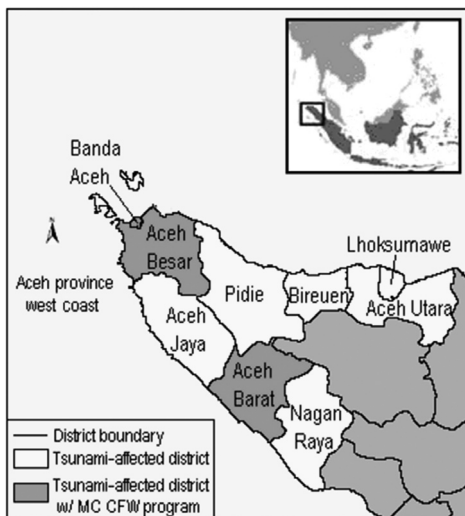 Banda
Aceh
Aceh
Besar
Lhoksumawe
Aceh province
west coast
Pidie
Bireuen
Aceh Utara
Aceh
Jaya
Aceh
Barat
Nagan
Raya
District boundary
Tsunami-affected district
Tsunami-affected district
w/ MC CFW program